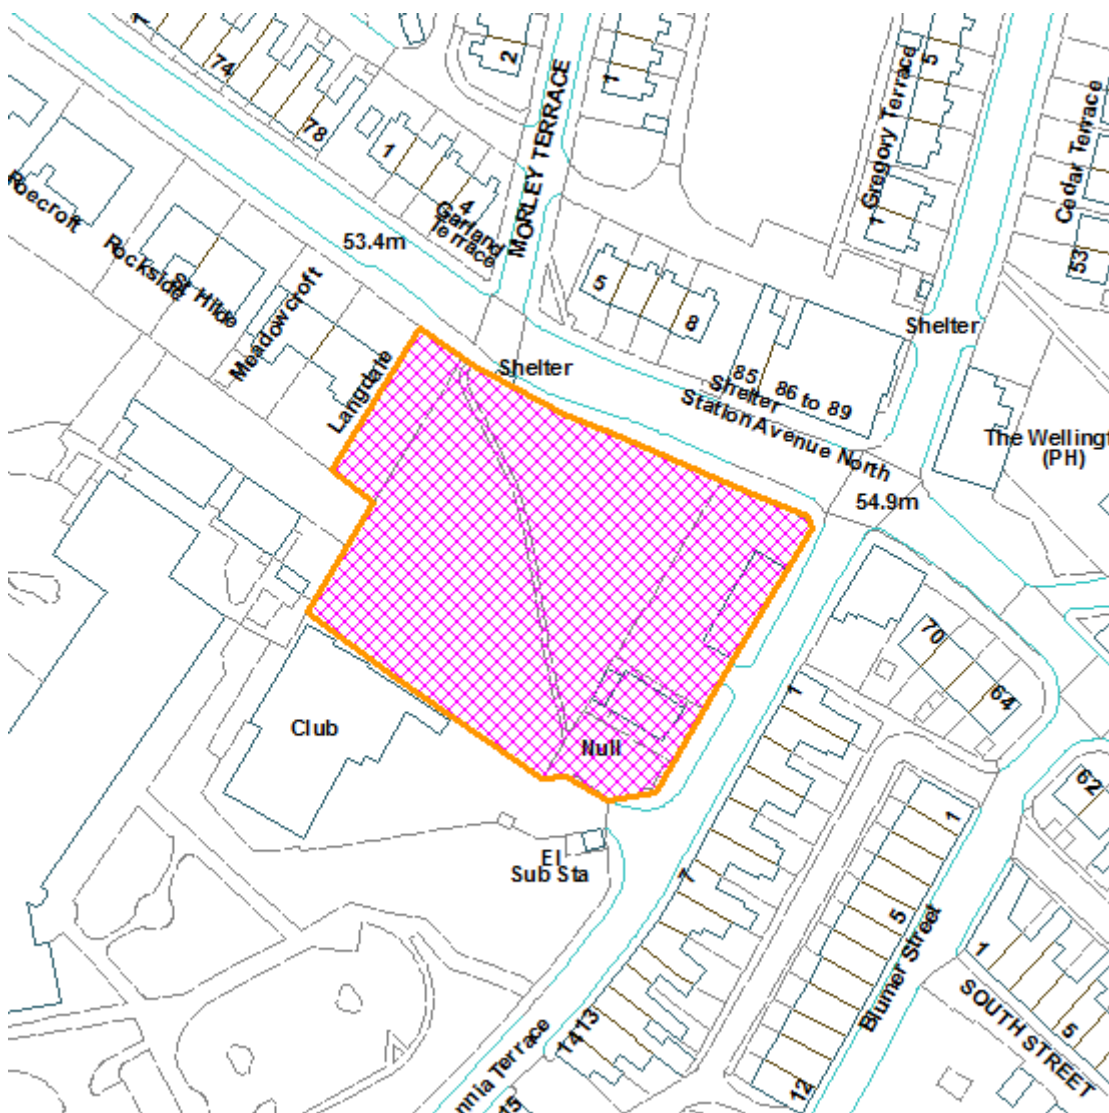 74
78
1
4
Garland
Terrace
2
MORLEY TERRACE
1
5
Gregory Terrace
1
Cedar Terrace
53
Roecroft
Rockside
St Hilde
Meadowcroft
Langdate
53.4m
5
8
Shelter
Shelter
85
86 to 89
Shelter
Station Avenue North
The Wellingt
(PH)
54.9m
70
64
62
Club
Null
El
Sub Sta
1
7
1413
nnia Terrace
15
1
5
Blumer Street
12
1
5
SOUTH STREET